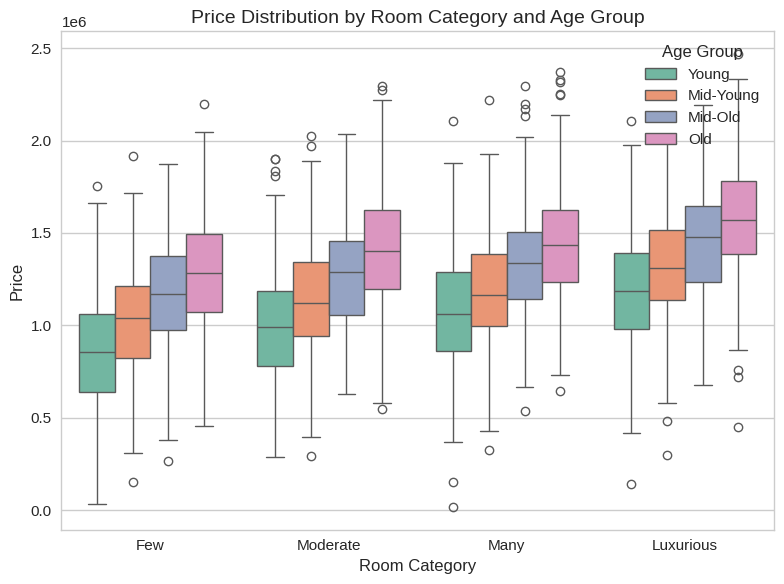 Price Distribution by Room Category and Age Group
1e6
2.5
2.0
1.5
1.0
0.5
0.0
Price
Age Group
Young
Mid-Young
Mid-Old
Old
Few Moderate Many Luxurious
Room Category